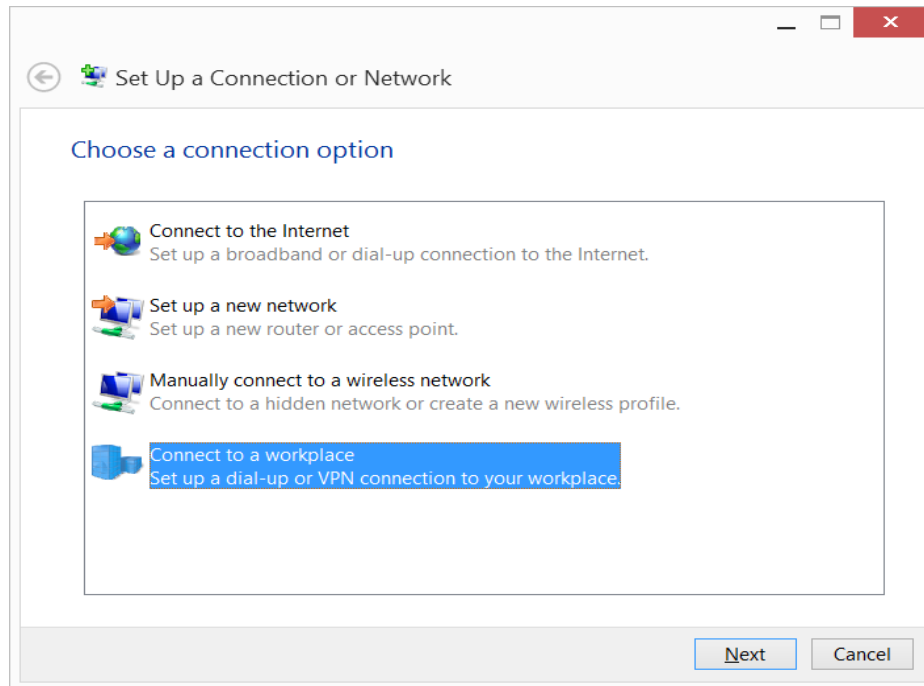 Set Up a Connection or Network
Choose a connection option
Connect to the Internet
Set up a broadband or dial-up connection to the Internet.
Set up a new network
Set up a new router or access point.
Manually connect to a wireless network
Connect to a hidden network or create a new wireless profile.
Connect to a workplace
Set up a dial-up or VPN connection to your workplace.
Next Cancel